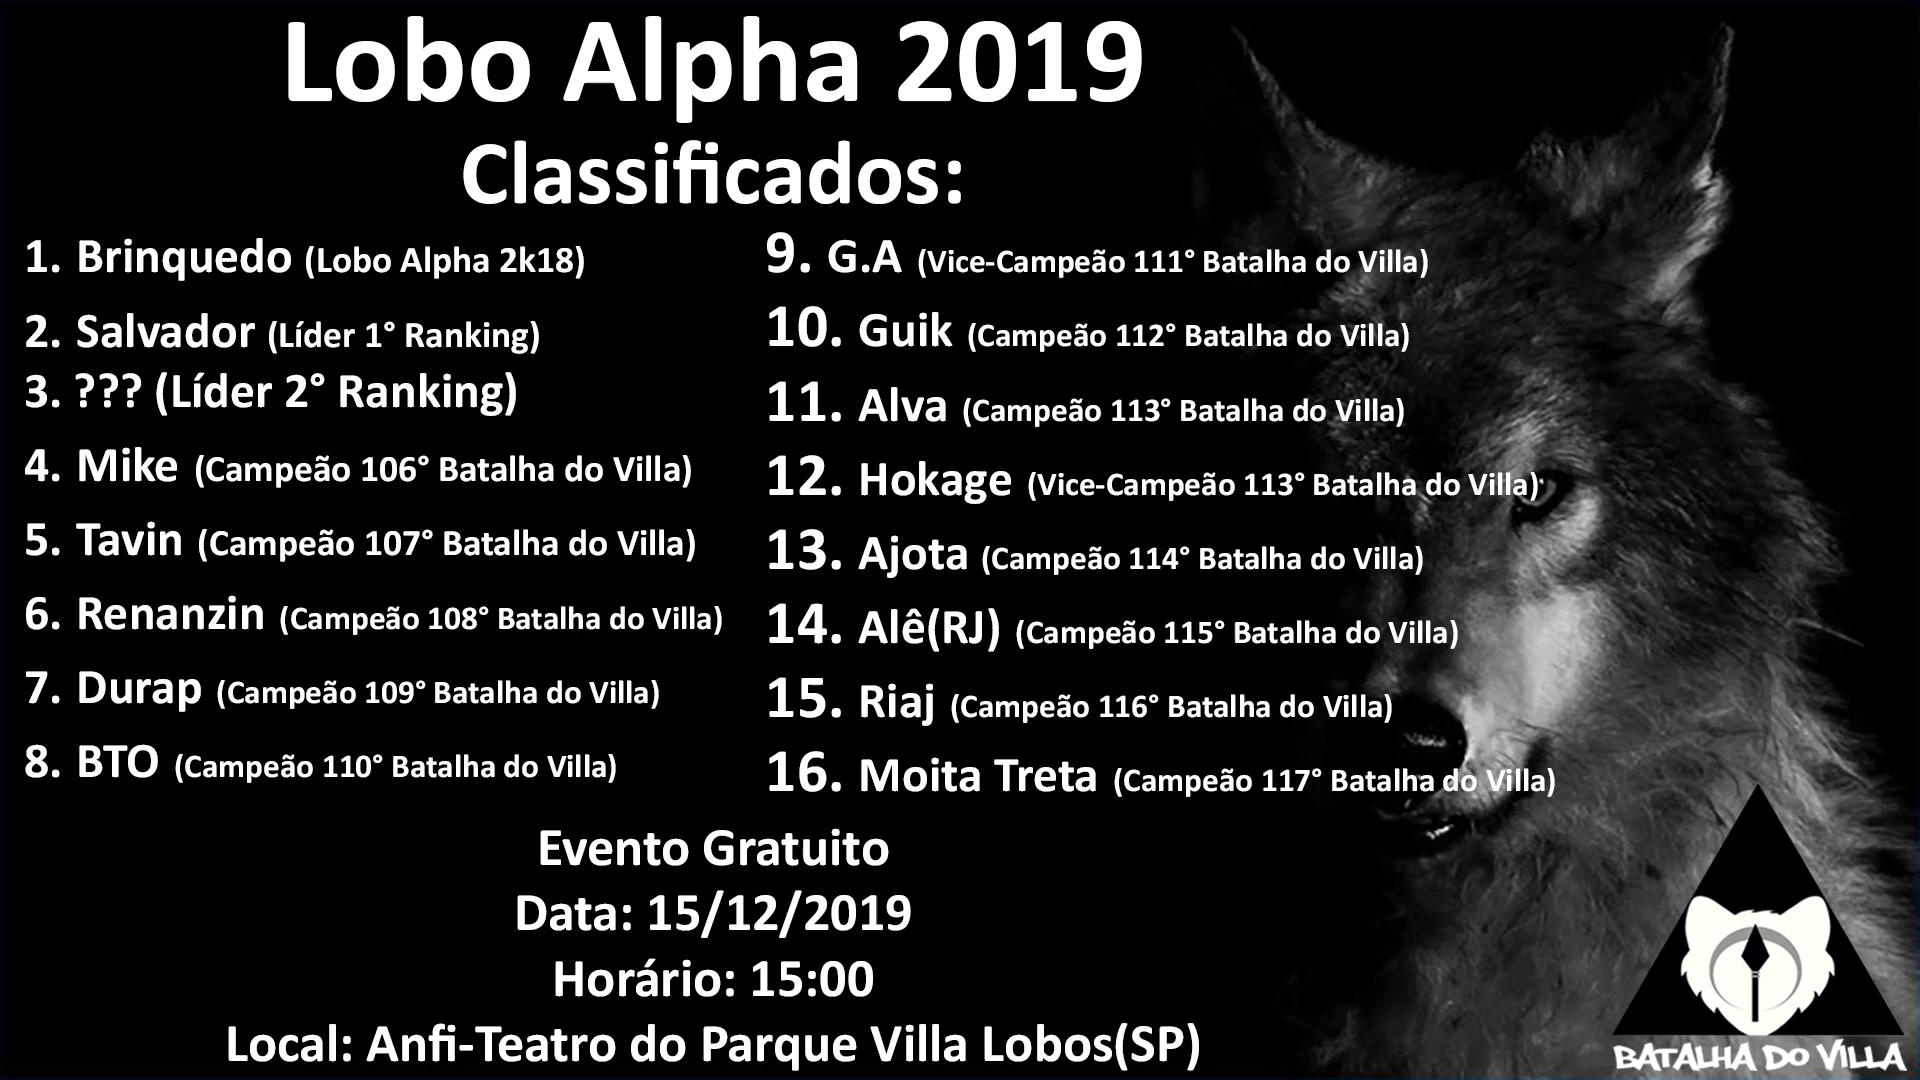 Lobo Alpha 2019
Classificados:
1. Brinquedo (Lobo Alpha 2k18)
2. Salvador (Líder 1° Ranking)
3. ??? (Líder 2° Ranking)
4. Mike (Campeão 106° Batalha do Villa)
5. Tavin (Campeão 107° Batalha do Villa)
6. Renanzin (Campeão 108° Batalha do Villa)
7. Durap (Campeão 109° Batalha do Villa)
8. BTO (Campeão 110° Batalha do Villa)
9. G.A (Vice-Campeão 111° Batalha do Villa)
10. Guik (Campeão 112° Batalha do Villa)
11. Alva (Campeão 113° Batalha do Villa)
12. Hokage (Vice-Campeão 113° Batalha do Villa)
13. Ajota (Campeão 114° Batalha do Villa)
14. Alê(RJ) (Campeão 115° Batalha do Villa)
15. Riaj (Campeão 116° Batalha do Villa)
16. Moita Treta (Campeão 117° Batalha do Villa)
Evento Gratuito
Data: 15/12/2019
Horário: 15:00
Local: Anfi-Teatro do Parque Villa Lobos(SP)
BATALHA DO VILLA